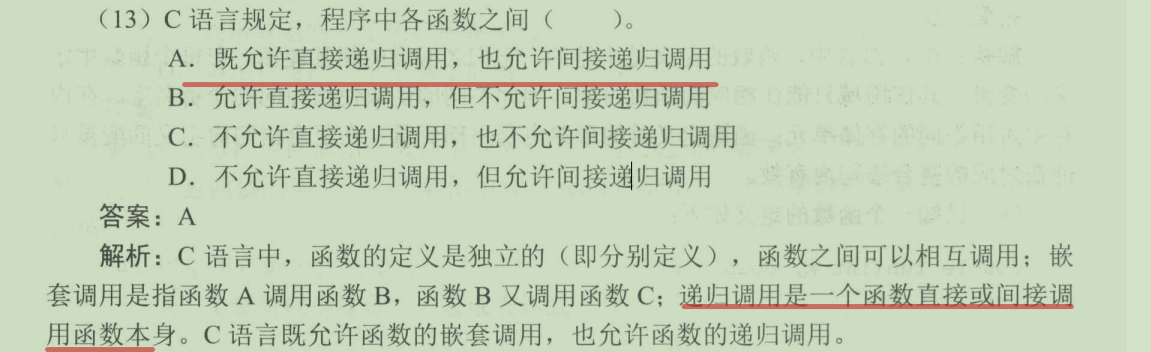 （13）C 语言规定，程序中各函数之间（　　）。
A．既允许直接递归调用，也允许间接递归调用
B．允许直接递归调用，但不允许间接递归调用
C．不允许直接递归调用，也不允许间接递归调用
D．不允许直接递归调用，但允许间接递归调用
答案：A
解析：C 语言中，函数的定义是独立的（即分别定义），函数之间可以相互调用；嵌
套调用是指函数 A 调用函数 B，函数 B 又调用函数 C；递归调用是一个函数直接或间接调
用函数本身。C 语言既允许函数的嵌套调用，也允许函数的递归调用。